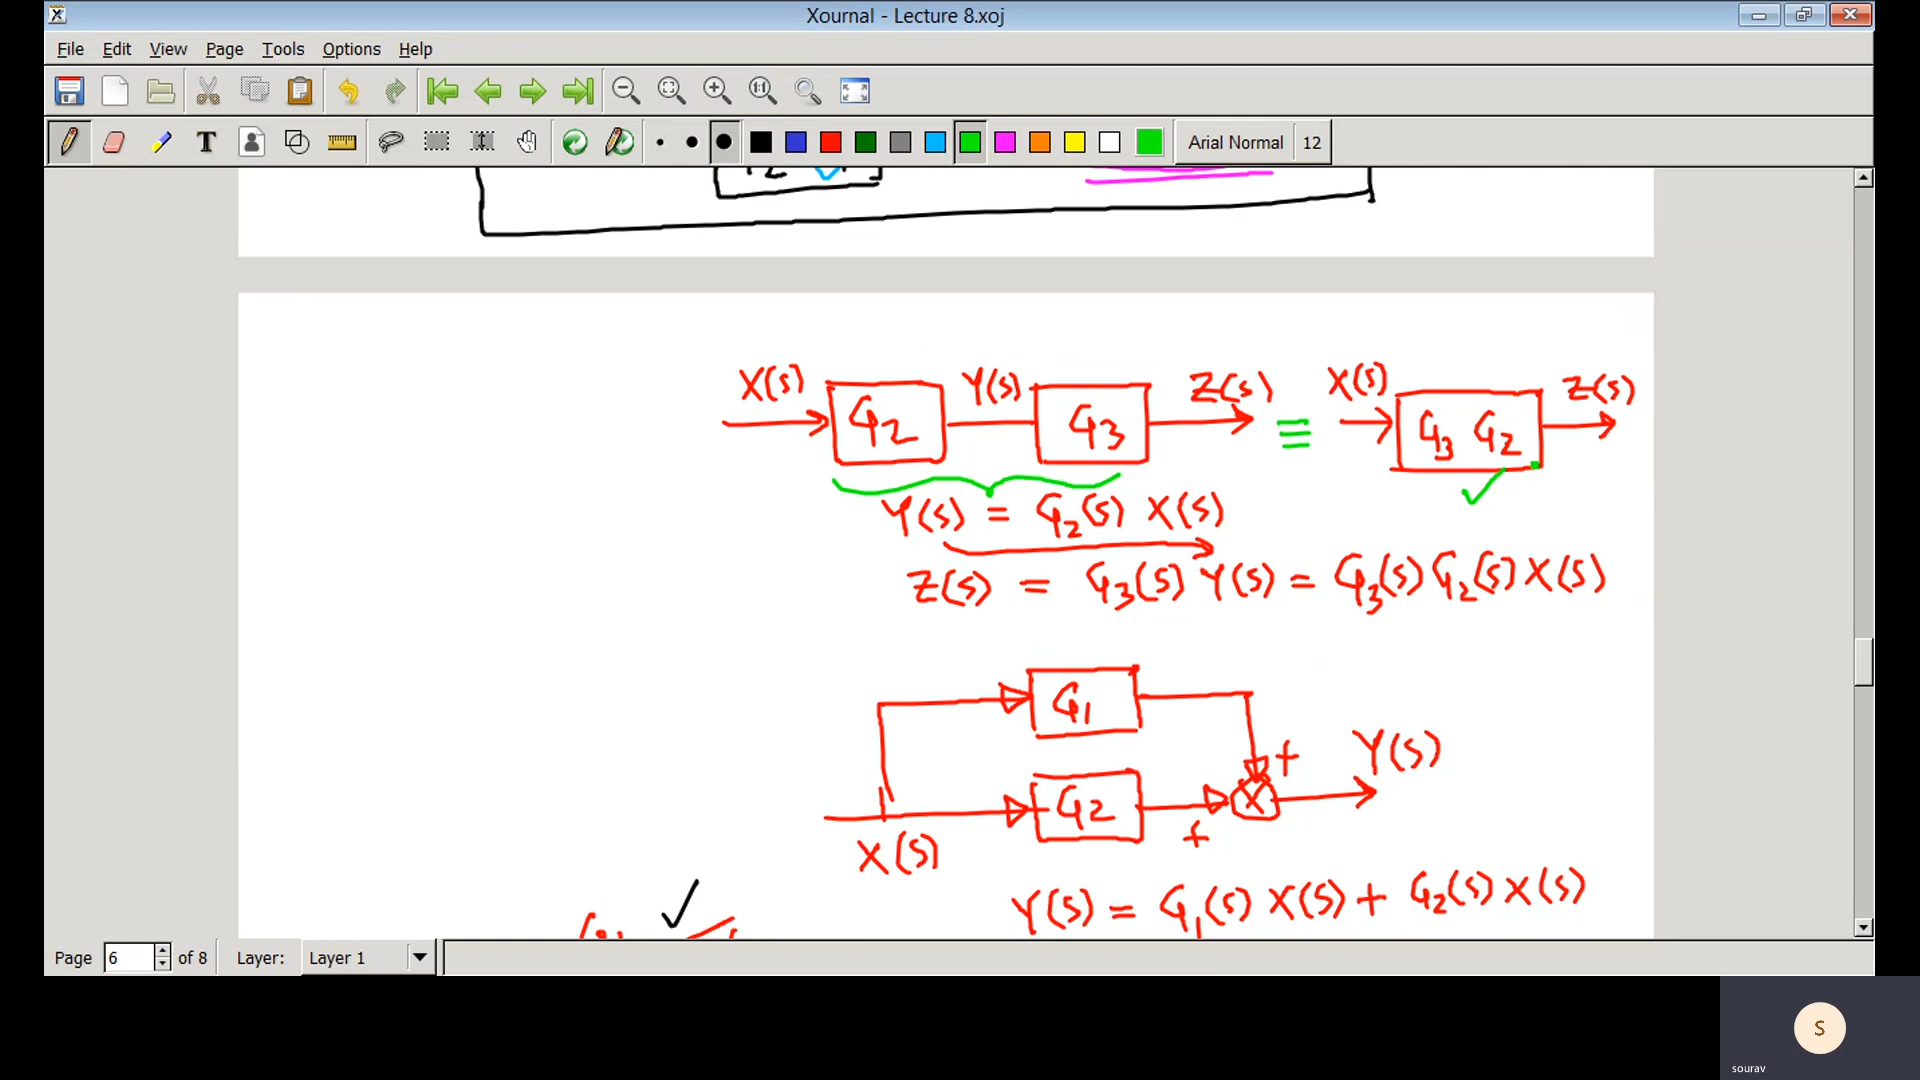 Xournal - Lecture 8.xoj
File Edit View Page Tools Options Help
Arial Normal 12
X(s) G2 Y(s) G3 Z(s) ≡ X(s) G3 G2 Z(s)
Y(s) = G2(s) X(s)
Z(s) = G3(s) Y(s) = G3(s) G2(s) X(s)
G1
+ Y(s)
G2 X
+
X(s)
Y(s) = G1(s) X(s) + G2(s) X(s)
Page 6 of 8 Layer: Layer 1
S
sourav